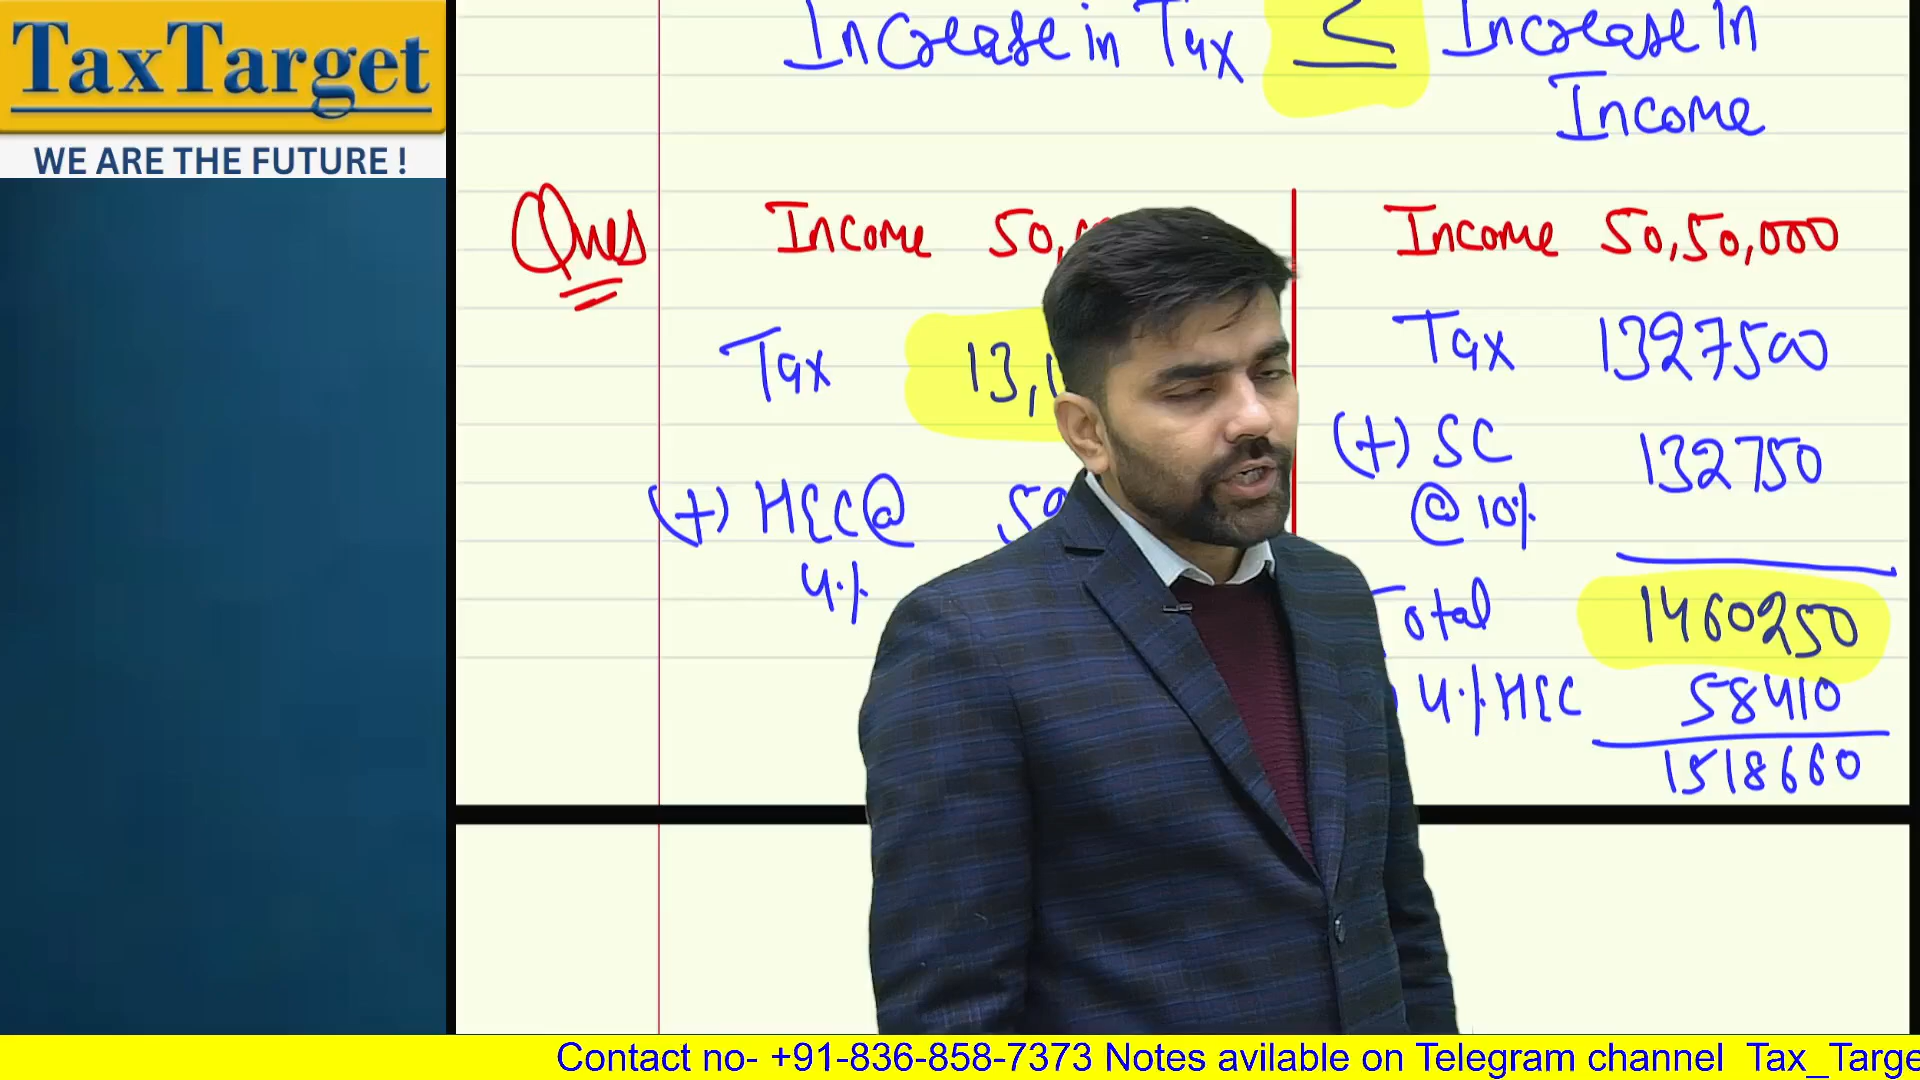 TaxTarget
WE ARE THE FUTURE !
Increase in Tax ≤ Increase In
Income
Ques
Income 50,
Tax 13,1
(+) HEC@
4%
Income 50,50,000
Tax 1327500
(+) SC 132750
@ 10%
Total 1460250
4% HEC 58410
1518660
Contact no- +91-836-858-7373 Notes avilable on Telegram channel Tax_Targe